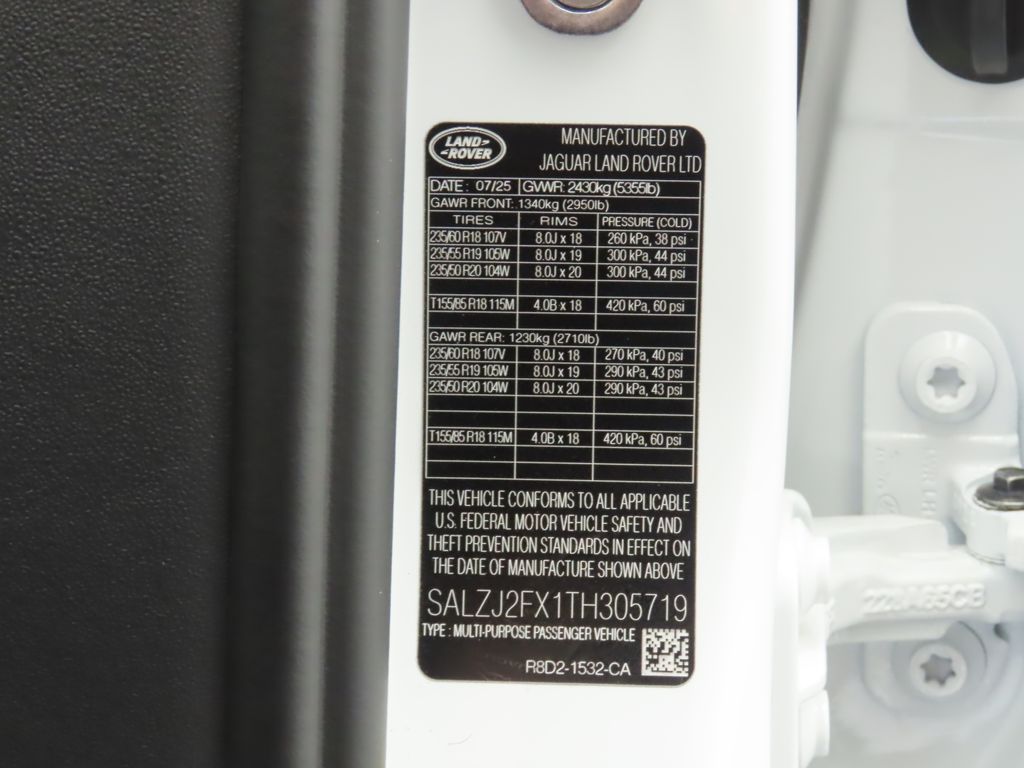 LAND-
-ROVER
MANUFACTURED BY
JAGUAR LAND ROVER LTD
DATE: 07/25 GVWR: 2430kg (5355lb)
GAWR FRONT: 1340kg (2950lb)
TIRES RIMS PRESSURE (COLD)
235/60 R18 107V 8.0J x 18 260 kPa, 38 psi
235/55 R19 105W 8.0J x 19 300 kPa, 44 psi
235/50 R20 104W 8.0J x 20 300 kPa, 44 psi
T155/85 R18 115M 4.0B x 18 420 kPa, 60 psi
GAWR REAR: 1230kg (2710lb)
235/60 R18 107V 8.0J x 18 270 kPa, 40 psi
235/55 R19 105W 8.0J x 19 290 kPa, 43 psi
235/50 R20 104W 8.0J x 20 290 kPa, 43 psi
T155/85 R18 115M 4.0B x 18 420 kPa, 60 psi
THIS VEHICLE CONFORMS TO ALL APPLICABLE
U.S. FEDERAL MOTOR VEHICLE SAFETY AND
THEFT PREVENTION STANDARDS IN EFFECT ON
THE DATE OF MANUFACTURE SHOWN ABOVE
SALZJ2FX1TH305719
TYPE: MULTI-PURPOSE PASSENGER VEHICLE
R8D2-1532-CA